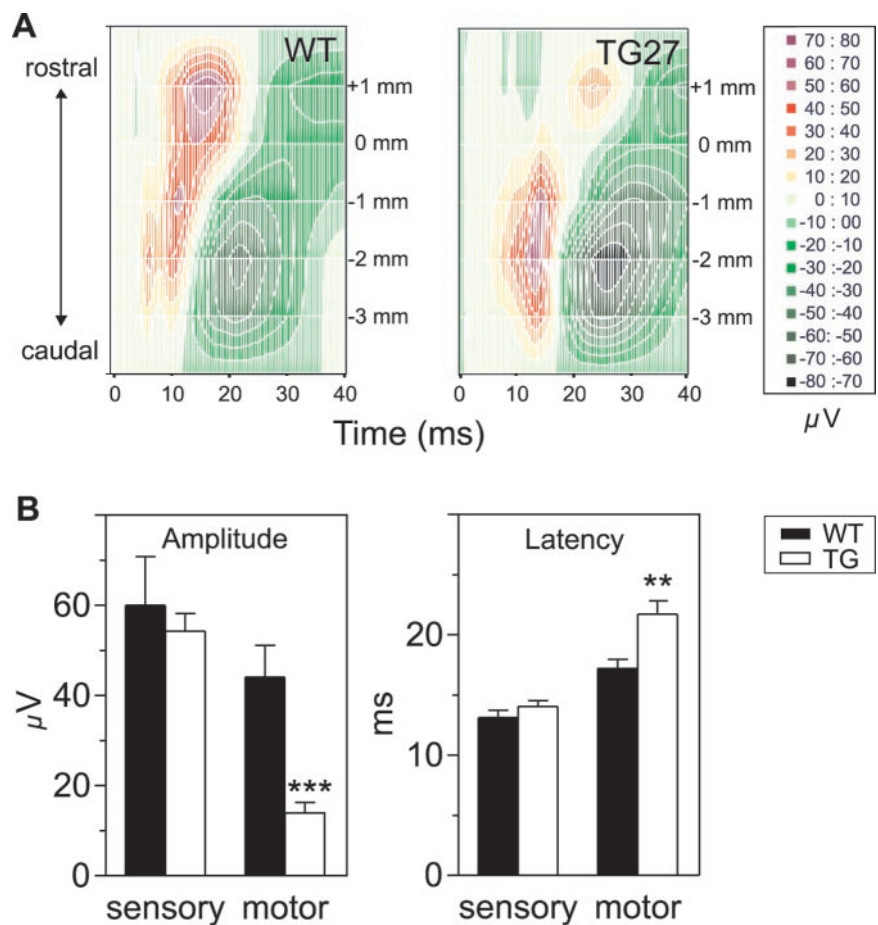 A
WT
TG27
rostral
caudal
+1 mm
0 mm
-1 mm
-2 mm
-3 mm
+1 mm
0 mm
-1 mm
-2 mm
-3 mm
0 10 20 30 40
0 10 20 30 40
Time (ms)
70 : 80
60 : 70
50 : 60
40 : 50
30 : 40
20 : 30
10 : 20
0 : 10
-10 : 00
-20 : -10
-30 : -20
-40 : -30
-50 : -40
-60: -50
-70 : -60
-80 : -70
µV
B
Amplitude
µV
60
40
20
0
***
sensory motor
Latency
ms
20
10
0
**
sensory motor
WT
TG